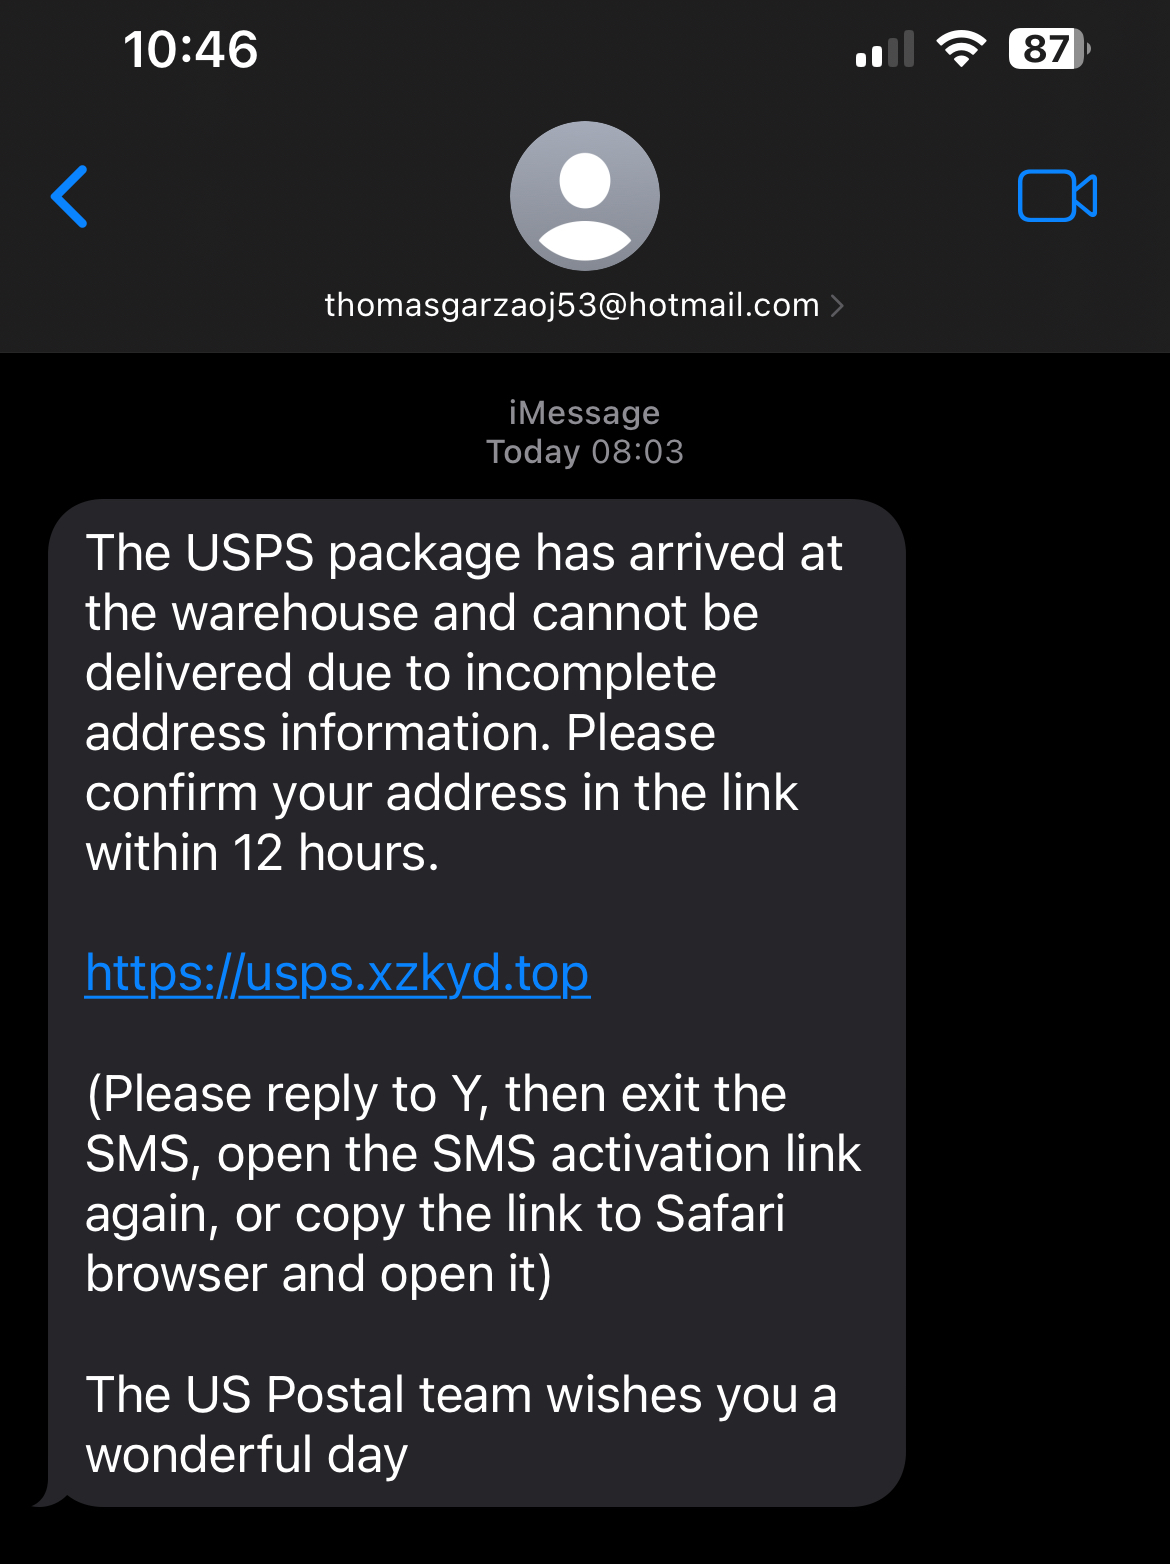 10:46
87
thomasgarzaoj53@hotmail.com
iMessage
Today 08:03
The USPS package has arrived at
the warehouse and cannot be
delivered due to incomplete
address information. Please
confirm your address in the link
within 12 hours.
https://usps.xzkyd.top
(Please reply to Y, then exit the
SMS, open the SMS activation link
again, or copy the link to Safari
browser and open it)
The US Postal team wishes you a
wonderful day